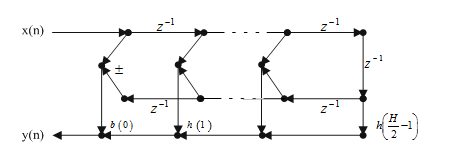 x(n)
z⁻¹ z⁻¹
±
z⁻¹
z⁻¹ z⁻¹
b(0) h(1) h(H/2−1)
y(n)